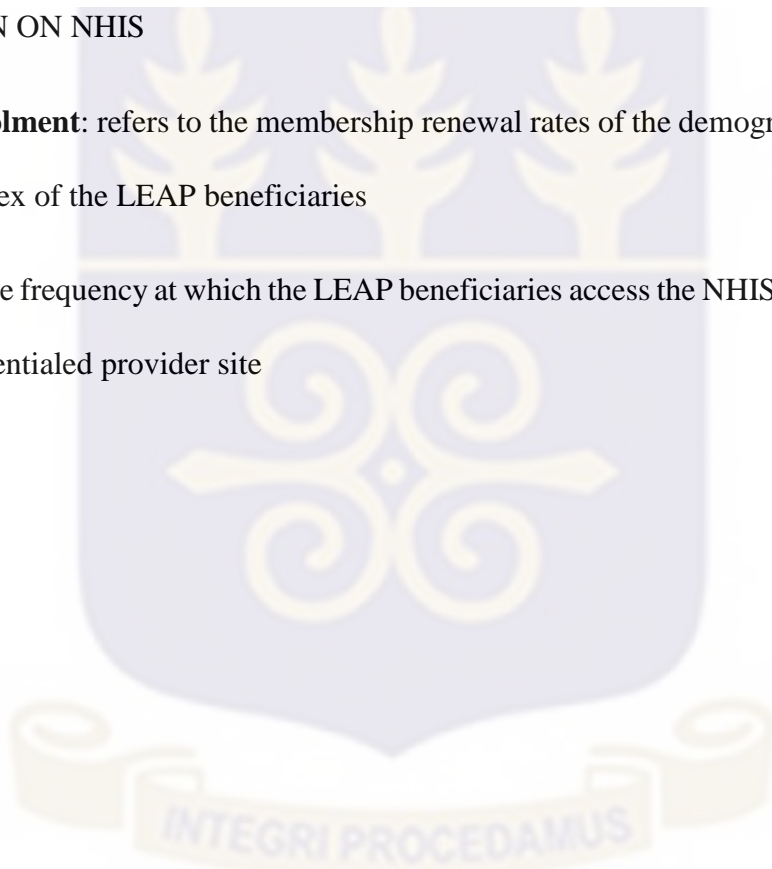 N ON NHIS
olment: refers to the membership renewal rates of the demogr
ex of the LEAP beneficiaries
e frequency at which the LEAP beneficiaries access the NHIS
entialed provider site
INTEGRI PROCEDAMUS